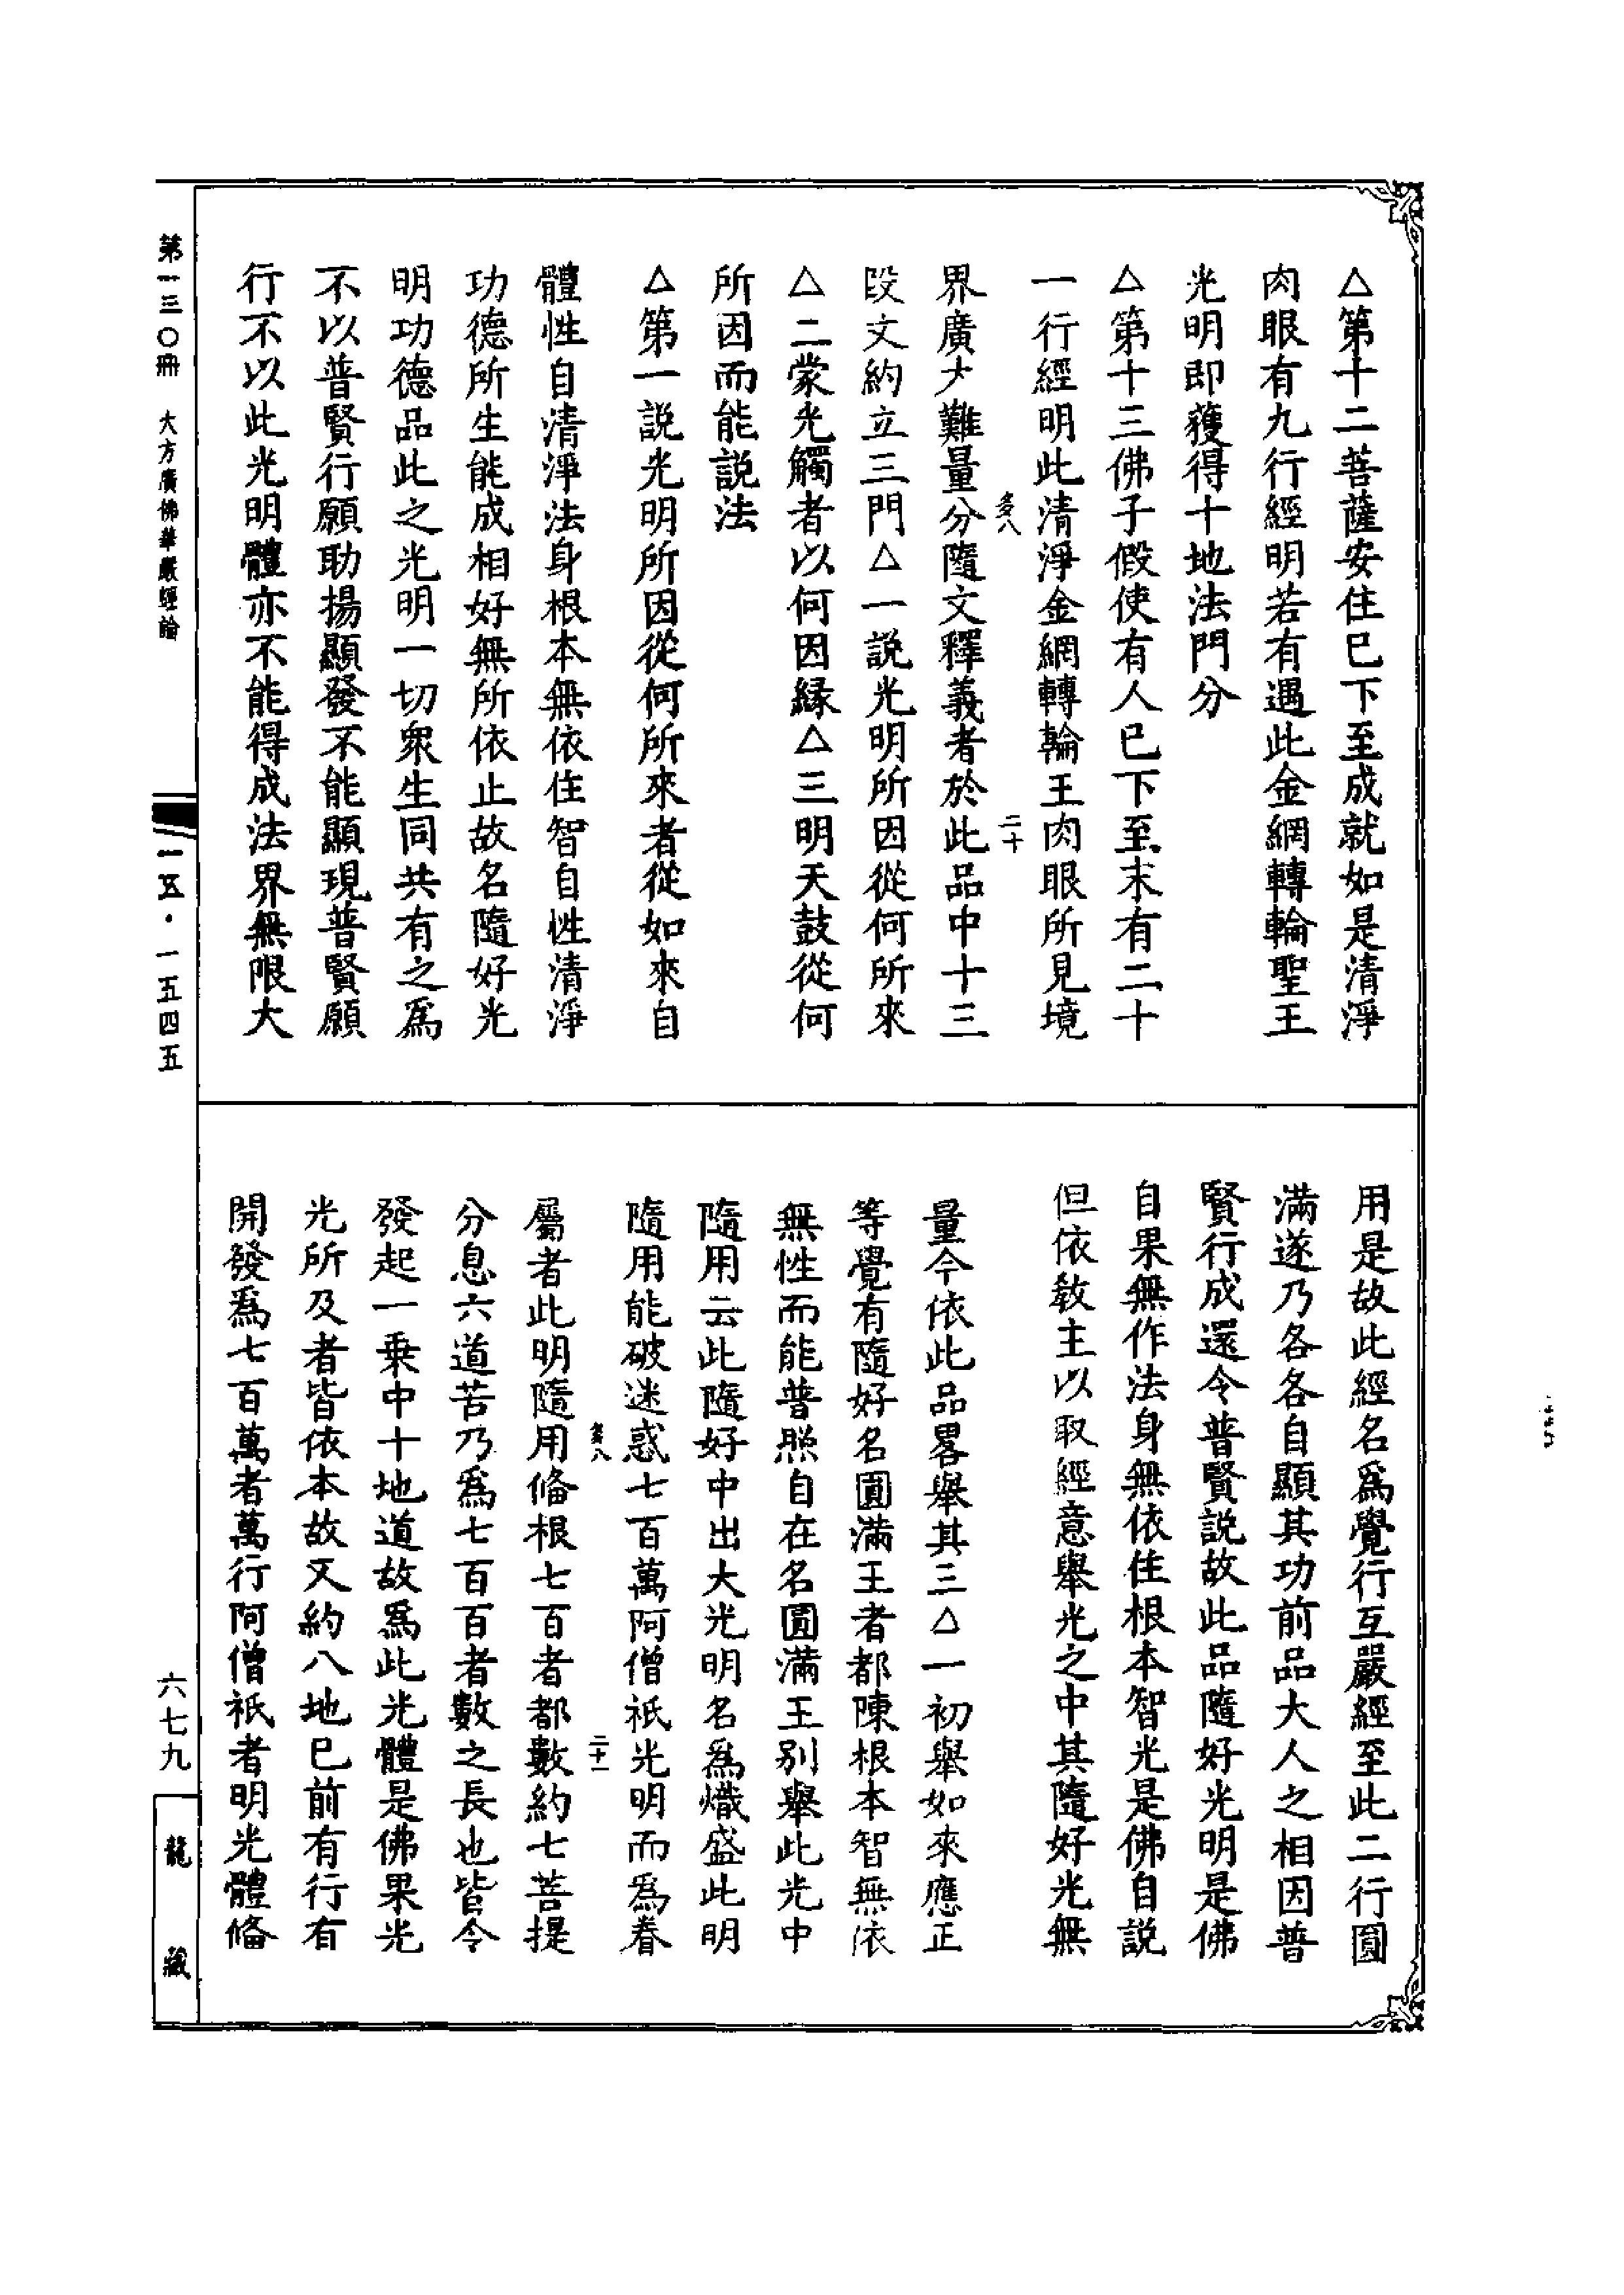 △第十二菩薩安住已下至成就如是清淨
肉眼有九行經明若有遇此金網轉輪聖王
光明即獲得十地法門分
△第十三佛子假使有人已下至末有二十
一行經明此清淨金網轉輪王肉眼所見境
多八
二十
界廣大難量分隨文釋義者於此品中十三
段文約立三門△一說光明所因從何所來
△二蒙光觸者以何因緣△三明天鼓從何
所因而能說法
△第一說光明所因從何所來者從如來自
體性自清淨法身根本無依住智自性清淨
功德所生能成相好無所依止故名隨好光
明功德品此之光明一切衆生同共有之爲
不以普賢行願助揚顯發不能顯現普賢願
行不以此光明體亦不能得成法界無限大
用是故此經名爲覺行互嚴經至此二行圓
滿遂乃各各自顯其功前品大人之相因普
賢行成還令普賢說故此品隨好光明是佛
自果無作法身無依住根本智光是佛自說
但依教主以取經意舉光之中其隨好光無
量今依此品畧舉其三△一初舉如來應正
等覺有隨好名圓滿王者都陳根本智無依
無性而能普照自在名圓滿王別舉此光中
隨用云此隨好中出大光明名爲熾盛此明
隨用能破迷惑七百萬阿僧祇光明而爲眷
多八
二十一
屬者此明隨用脩根七百者都數約七菩提
分息六道苦乃爲七百百者數之長也皆令
發起一乘中十地道故爲此光體是佛果光
光所及者皆依本故又約八地已前有行有
開發爲七百萬者萬行阿僧祇者明光體脩
第一三〇冊　大方廣佛華嚴經論
一五·一五四五
六七九
龍藏